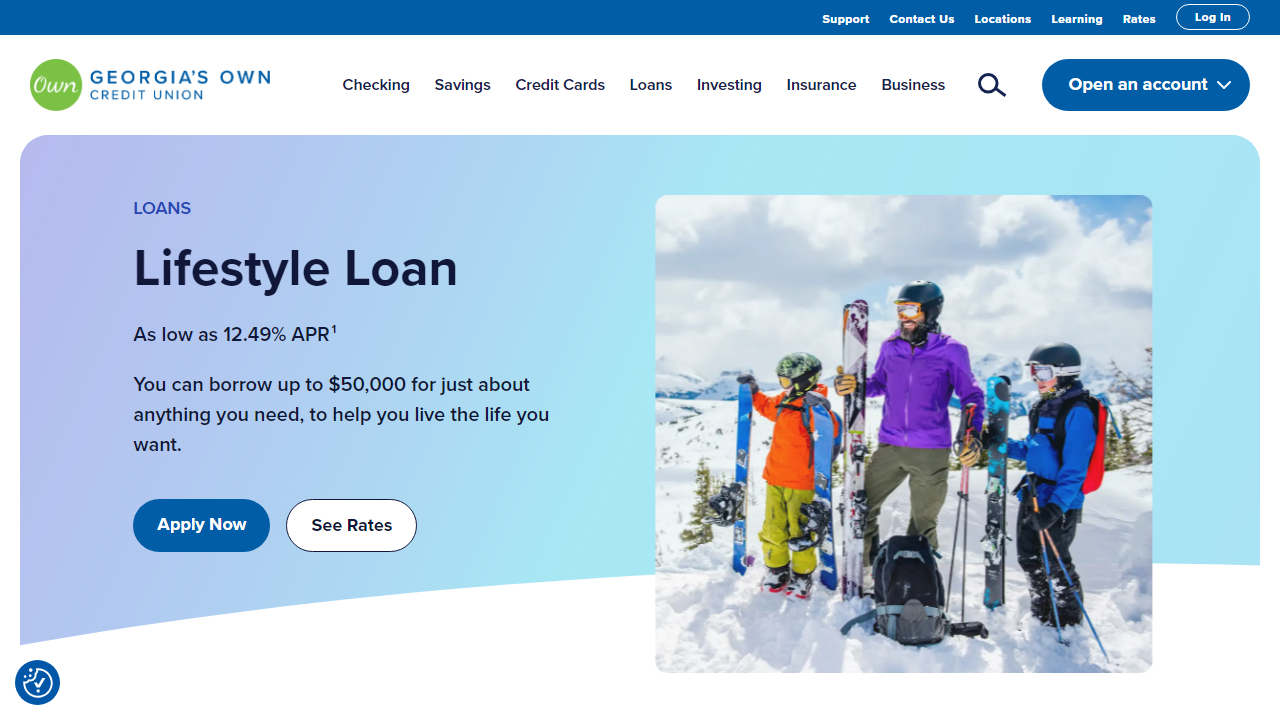 Support Contact Us Locations Learning Rates Log In
Own GEORGIA'S OWN
CREDIT UNION
Checking Savings Credit Cards Loans Investing Insurance Business Open an account
LOANS
Lifestyle Loan
As low as 12.49% APR¹
You can borrow up to $50,000 for just about
anything you need, to help you live the life you
want.
Apply Now See Rates